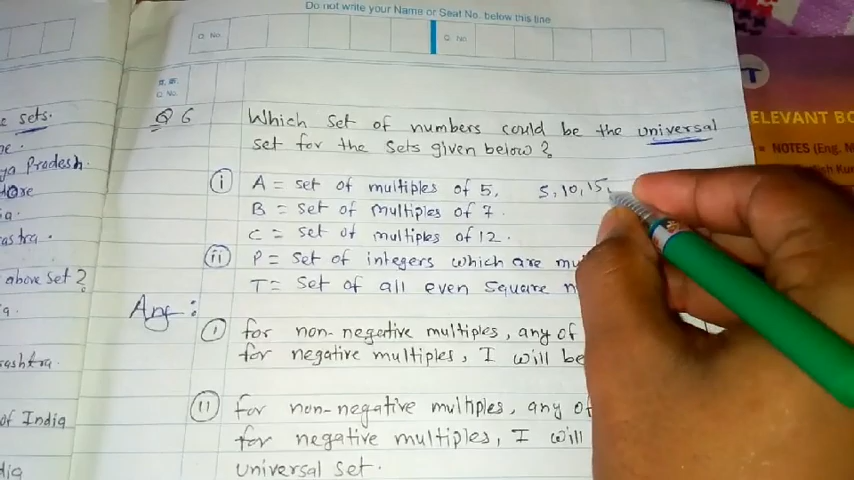 Do not write your Name or Seat No. below this line
Q. No.
Q. No.
Q. No.
sets.
Pradesh.
above set ?
of India
Q 6
Which set of numbers could be the universal
set for the sets given below ?
(i) A = set of multiples of 5,
5, 10, 15,
B = set of multiples of 7.
C = set of multiples of 12.
(ii) P = set of integers which are
T = set of all even square
Ans :
(I) for non-negative multiples, any of
for negative multiples, I will be
(II) for non-negative multiples, any of
for negative multiples, I will
universal set.
T
ELEVANT BO
NOTES (Eng.